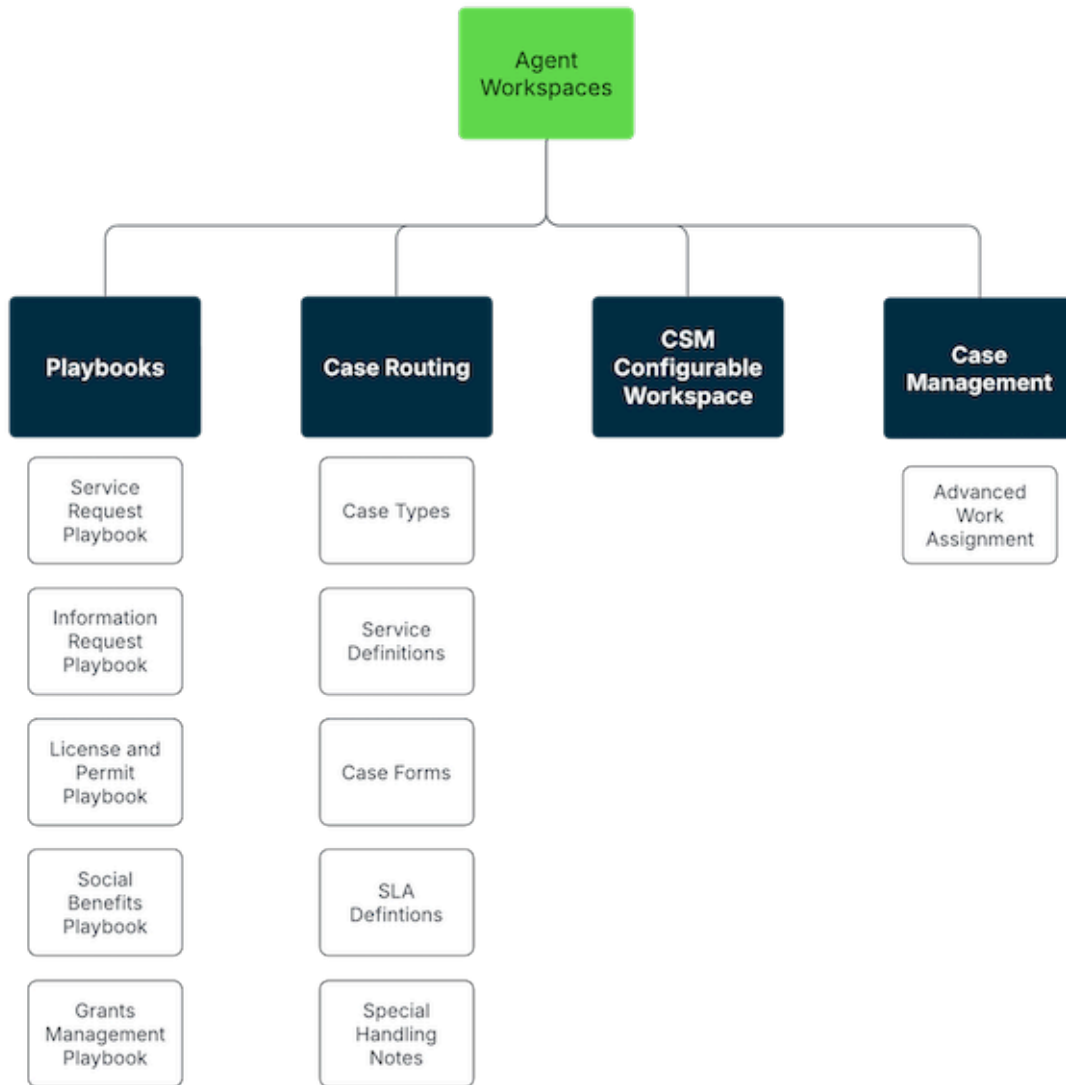 Agent
Workspaces
Playbooks
Case Routing
CSM
Configurable
Workspace
Case
Management
Service
Request
Playbook
Information
Request
Playbook
License and
Permit
Playbook
Social
Benefits
Playbook
Grants
Management
Playbook
Case Types
Service
Definitions
Case Forms
SLA
Defintions
Special
Handling
Notes
Advanced
Work
Assignment